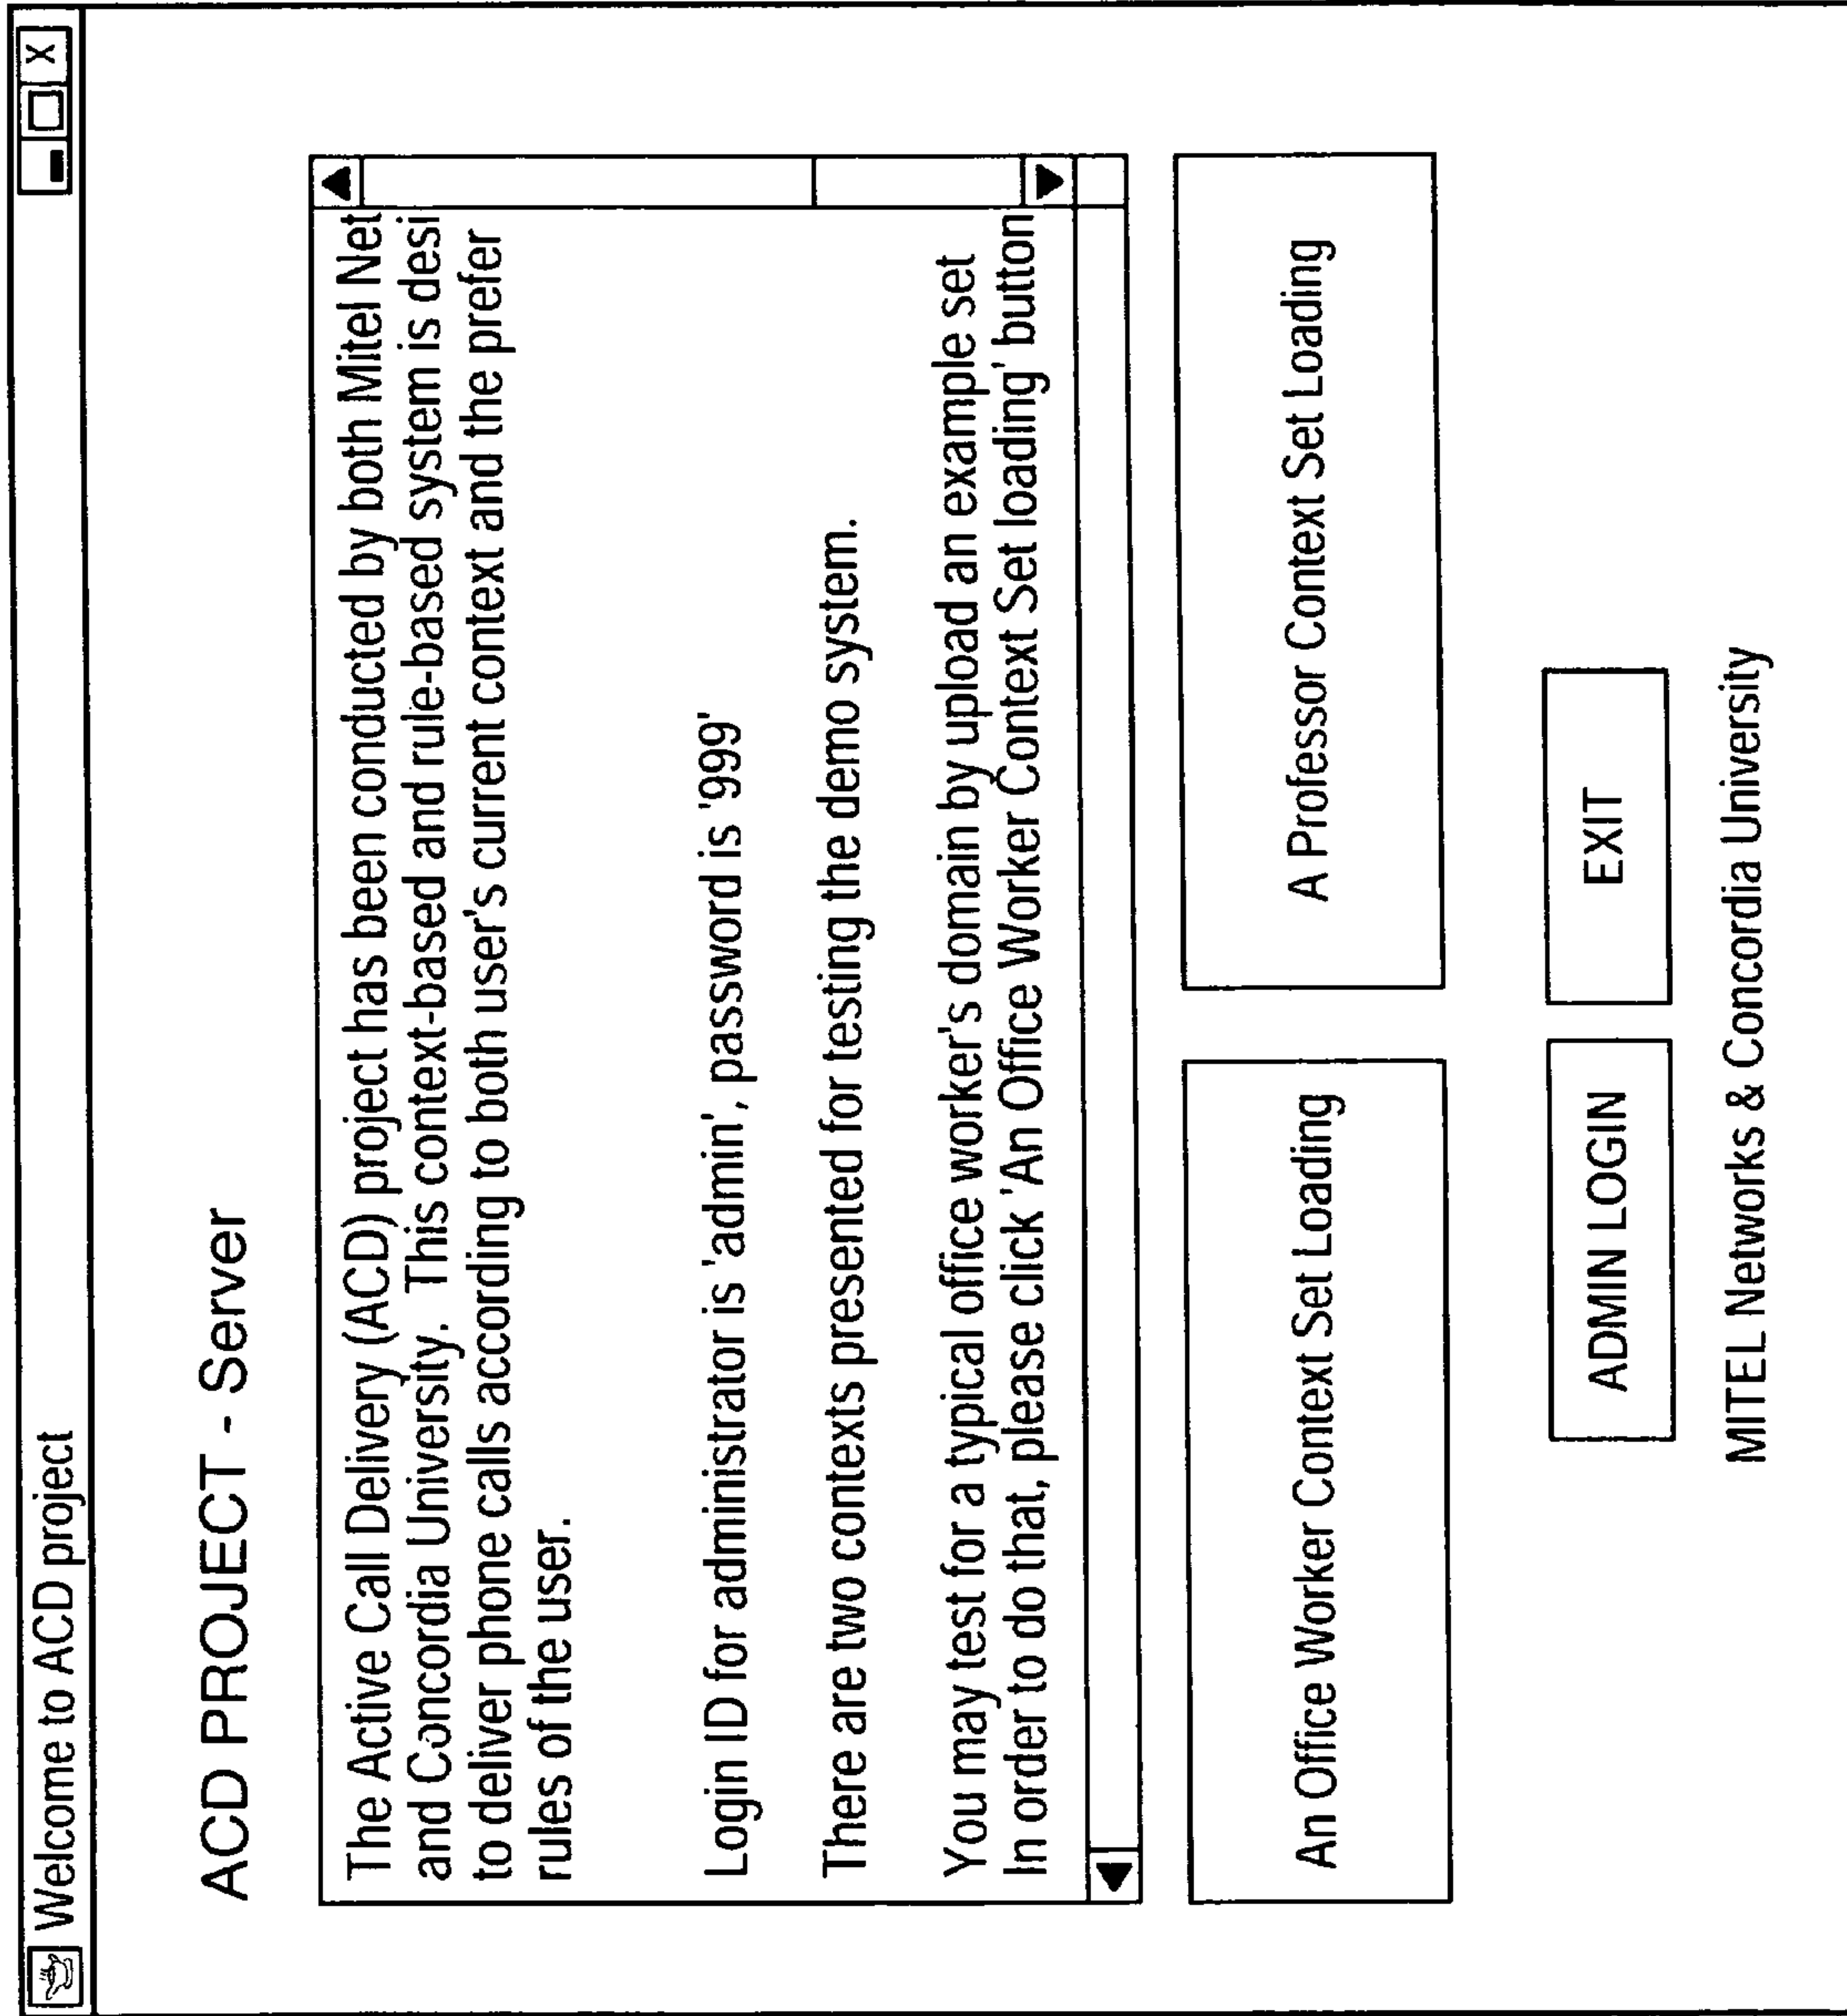 Welcome to ACD project
X
ACD PROJECT - Server
The Active Call Delivery (ACD) project has been conducted by both Mitel Net
and Concordia University. This context-based and rule-based system is desi
to deliver phone calls according to both user's current context and the prefer
rules of the user.
Login ID for administrator is 'admin', password is '999'
There are two contexts presented for testing the demo system.
You may test for a typical office worker's domain by upload an example set
In order to do that, please click 'An Office Worker Context Set loading' button
An Office Worker Context Set Loading
A Professor Context Set Loading
ADMIN LOGIN
EXIT
MITEL Networks & Concordia University